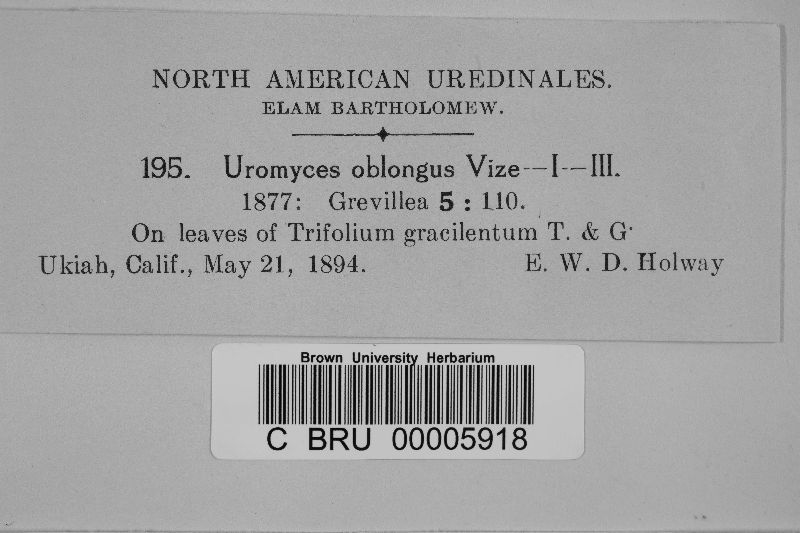 NORTH AMERICAN UREDINALES.
ELAM BARTHOLOMEW.
195. Uromyces oblongus Vize—I—III.
1877: Grevillea 5 : 110.
On leaves of Trifolium gracilentum T. & G·
Ukiah, Calif., May 21, 1894. E. W. D. Holway
Brown University Herbarium
C BRU 00005918